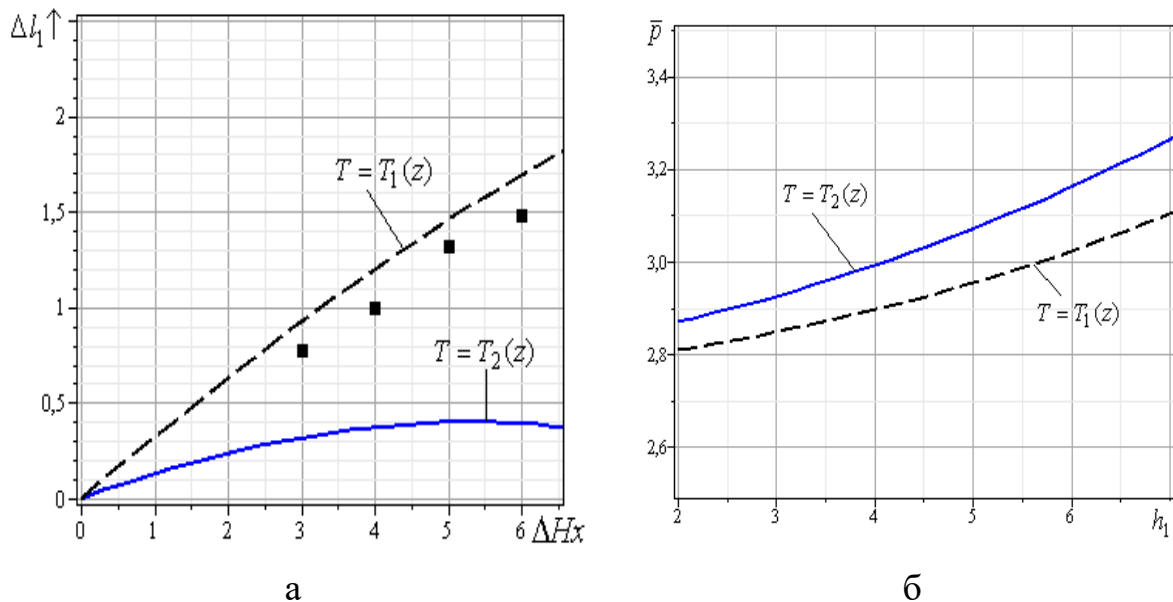 Δl₁↑
2
1,5
1
0,5
0
0 1 2 3 4 5 6 ΔHx
T = T₁(z)
T = T₂(z)
а
p̅
3,4
3,2
3,0
2,8
2,6
2 3 4 5 6 h₁
T = T₂(z)
T = T₁(z)
б